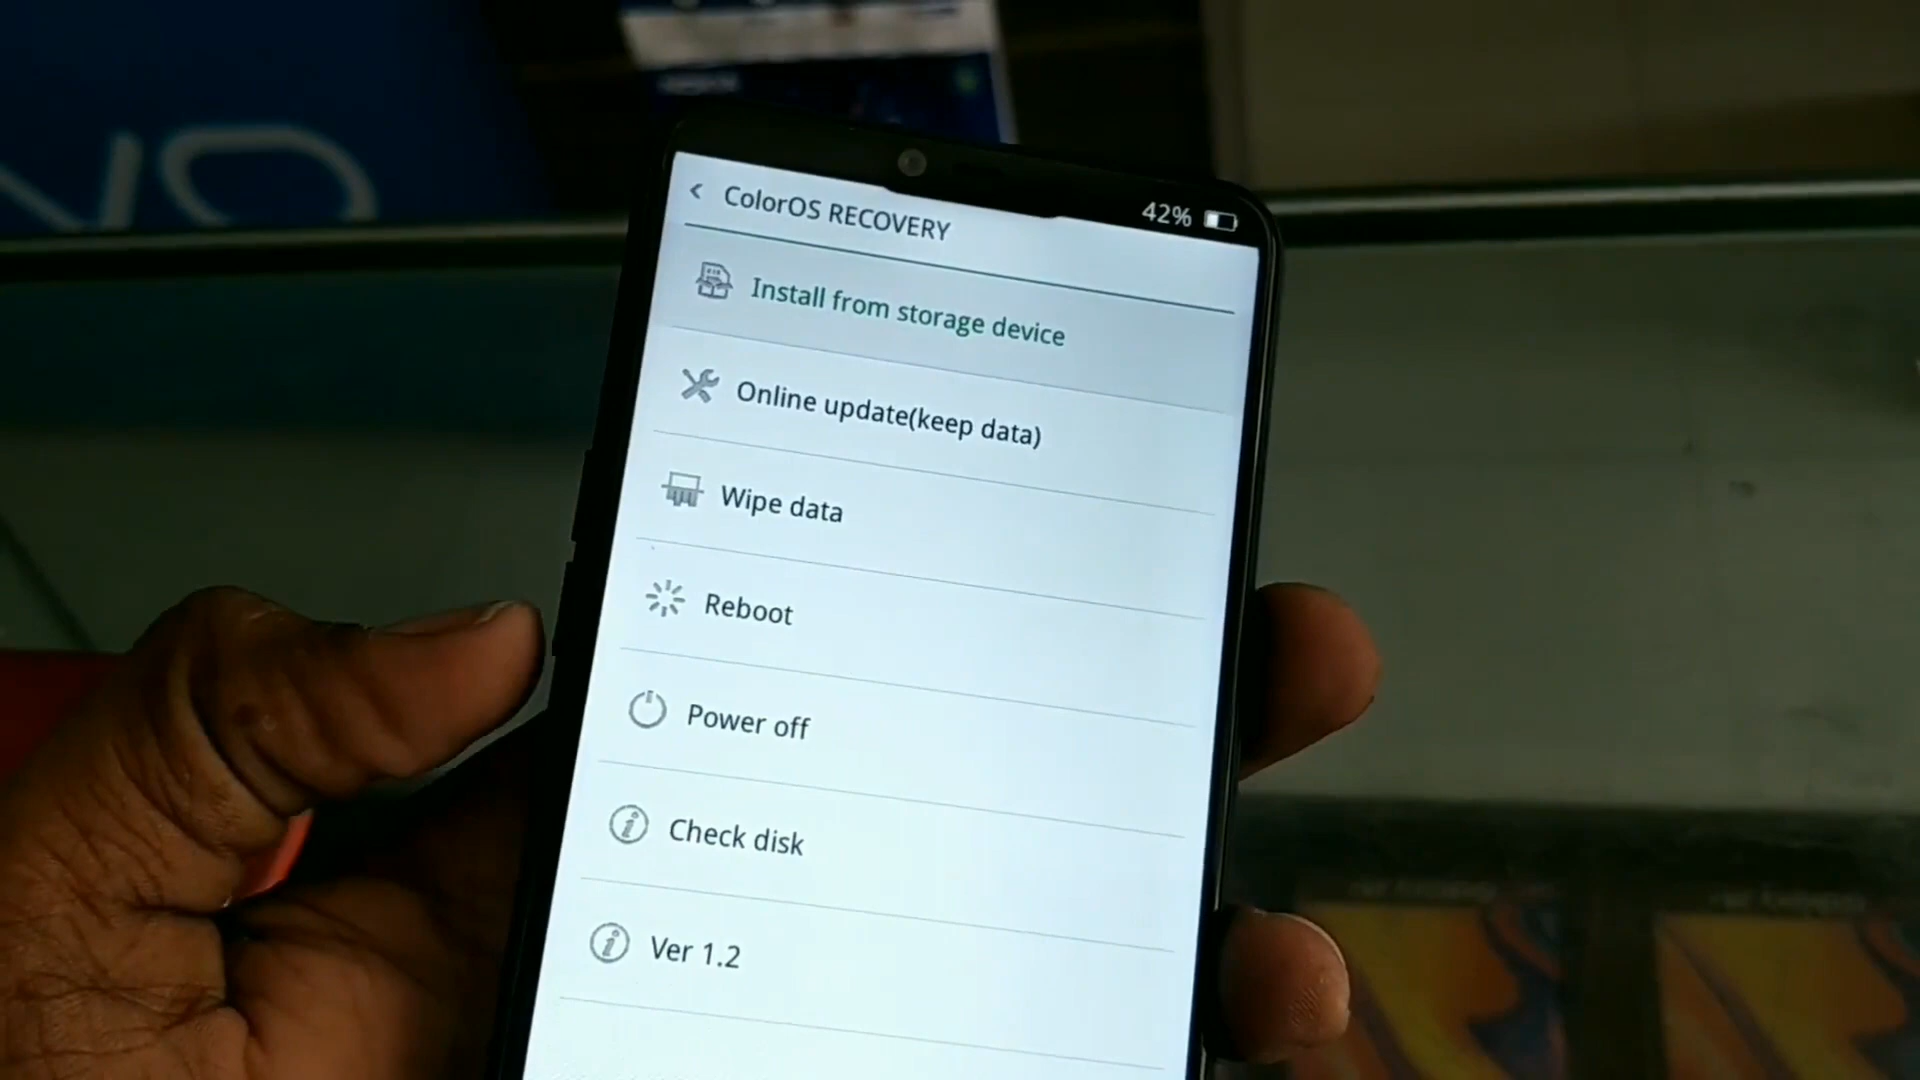 ColorOS RECOVERY
42%
Install from storage device
Online update(keep data)
Wipe data
Reboot
Power off
Check disk
Ver 1.2